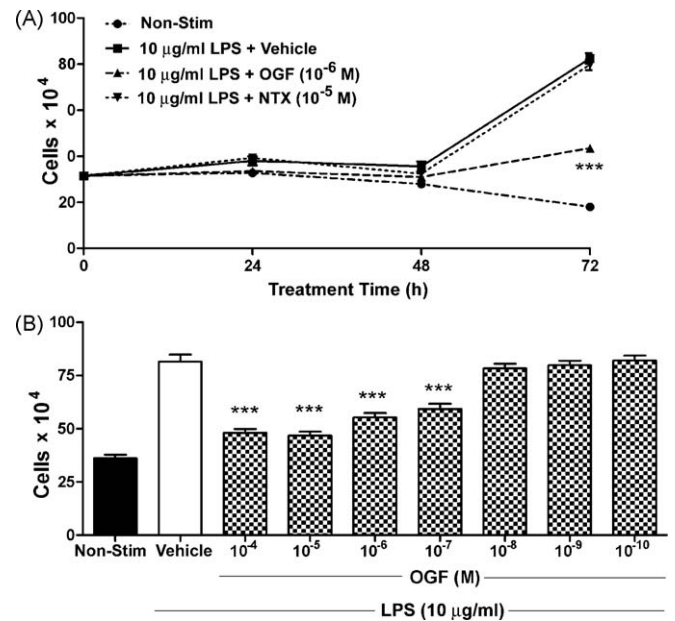 (A)
Non-Stim
10 μg/ml LPS + Vehicle
10 μg/ml LPS + OGF (10⁻⁶ M)
10 μg/ml LPS + NTX (10⁻⁵ M)
Cells x 10⁴
80
0
0
20
0
***
0 24 48 72
Treatment Time (h)
(B)
Cells x 10⁴
100
75
50
25
0
*** *** *** ***
Non-Stim Vehicle 10⁻⁴ 10⁻⁵ 10⁻⁶ 10⁻⁷ 10⁻⁸ 10⁻⁹ 10⁻¹⁰
OGF (M)
LPS (10 μg/ml)